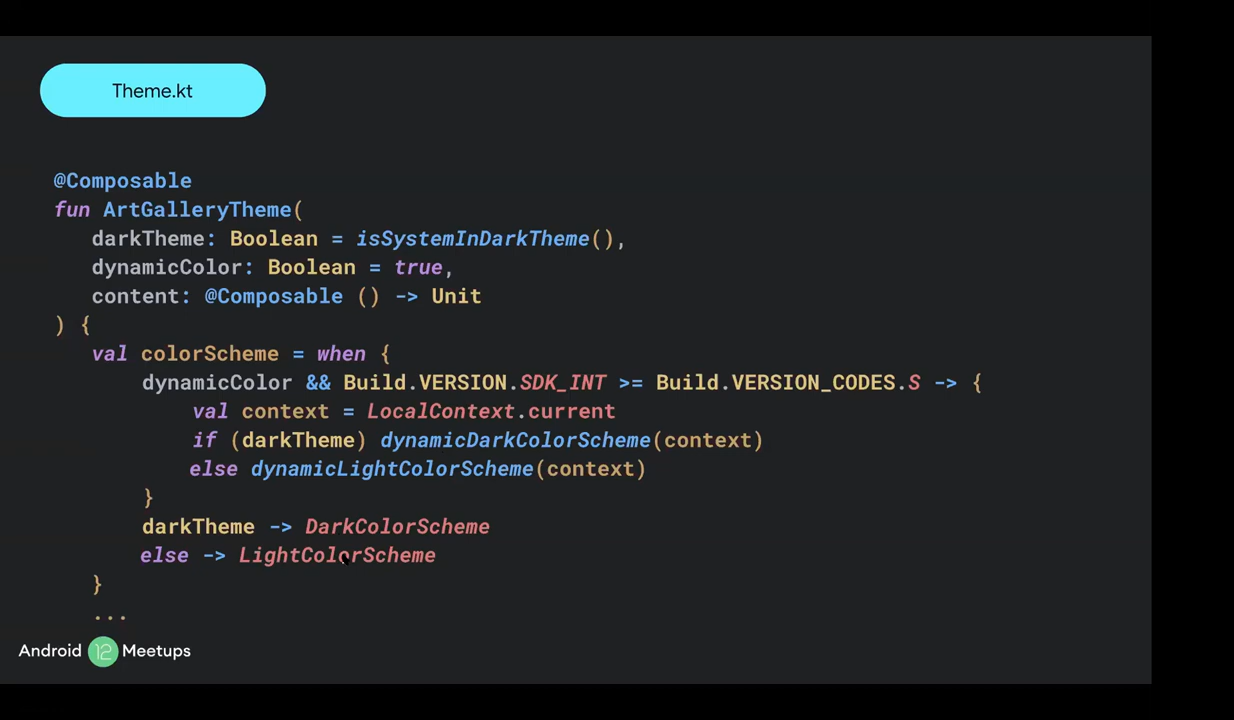 Theme.kt
@Composable
fun ArtGalleryTheme(
darkTheme: Boolean = isSystemInDarkTheme(),
dynamicColor: Boolean = true,
content: @Composable () -> Unit
) {
val colorScheme = when {
dynamicColor && Build.VERSION.SDK_INT >= Build.VERSION_CODES.S -> {
val context = LocalContext.current
if (darkTheme) dynamicDarkColorScheme(context)
else dynamicLightColorScheme(context)
}
darkTheme -> DarkColorScheme
else -> LightColorScheme
}
...
Android 12 Meetups